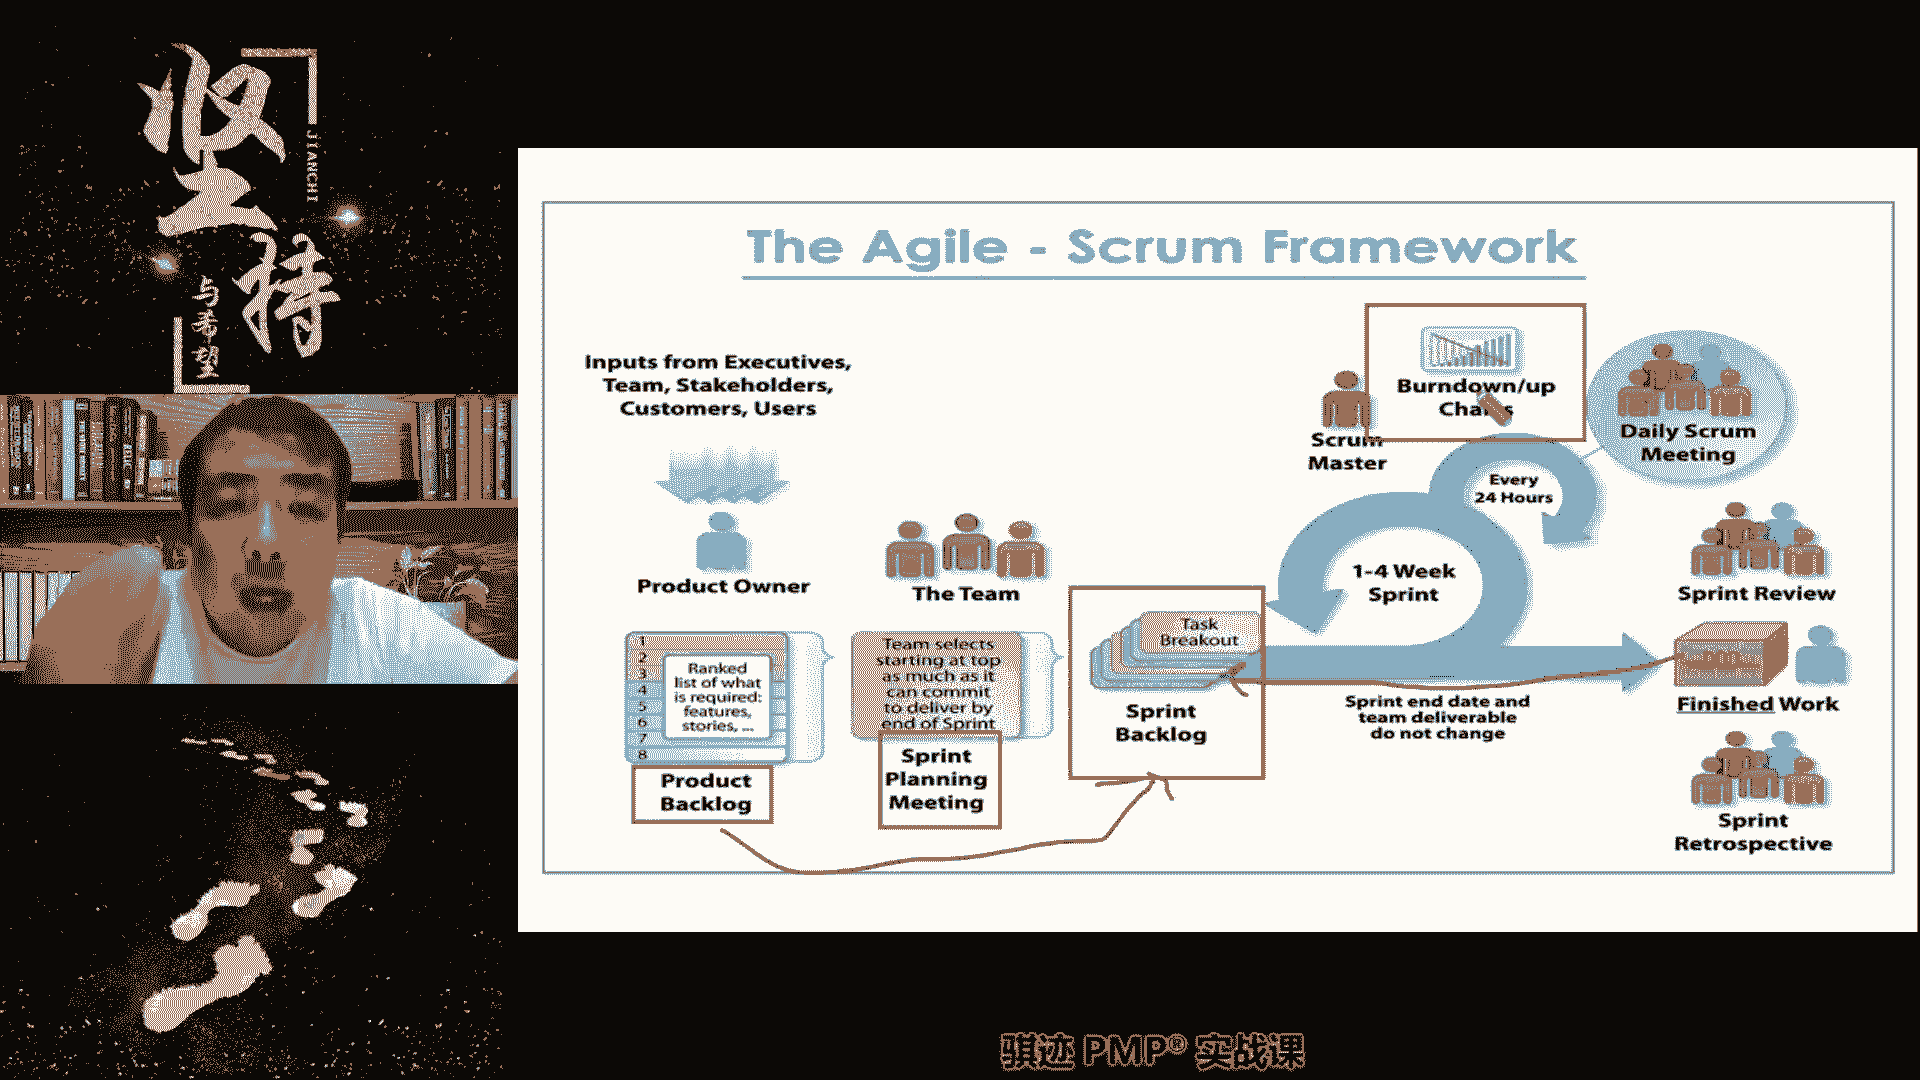 坚持
JIANCHI
与希望
The Agile - Scrum Framework
Inputs from Executives,
Team, Stakeholders,
Customers, Users
Product Owner
The Team
1
2
3
4
5
6
7
8
Ranked
list of what
is required:
features,
stories, ...
Product
Backlog
Team selects
starting at top
as much as it
can commit
to deliver by
end of Sprint
Sprint
Planning
Meeting
Task
Breakout
Sprint
Backlog
Scrum
Master
Burndown/up
Charts
Every
24 Hours
Daily Scrum
Meeting
1-4 Week
Sprint
Sprint end date and
team deliverable
do not change
Sprint Review
Finished Work
Sprint
Retrospective
骐迹 PMP® 实战课